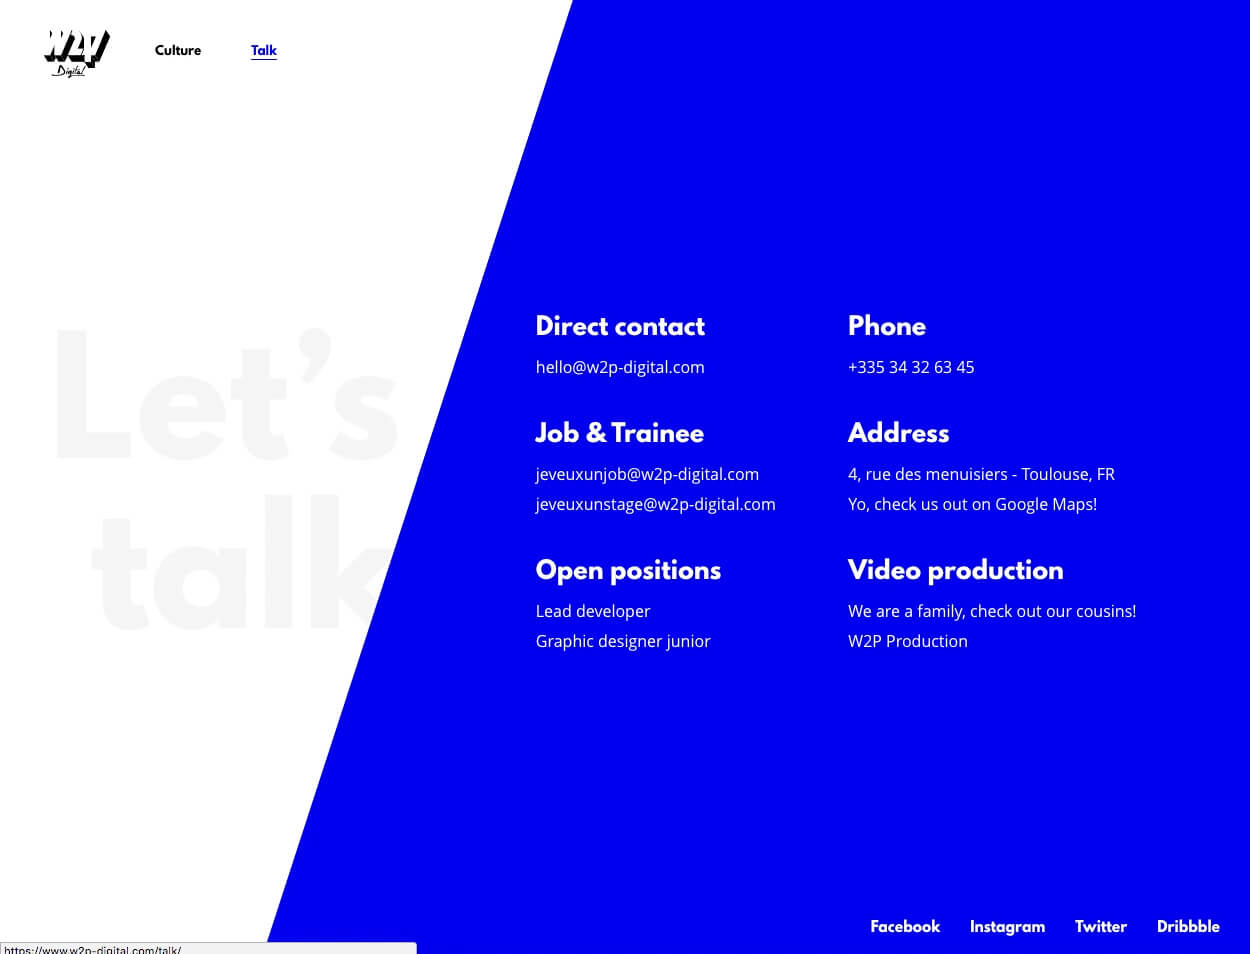 W2P
Digital
Culture
Talk
Let's
talk
Direct contact
hello@w2p-digital.com
Job & Trainee
jeveuxunjob@w2p-digital.com
jeveuxunstage@w2p-digital.com
Open positions
Lead developer
Graphic designer junior
Phone
+335 34 32 63 45
Address
4, rue des menuisiers - Toulouse, FR
Yo, check us out on Google Maps!
Video production
We are a family, check out our cousins!
W2P Production
Facebook
Instagram
Twitter
Dribbble
https://www.w2p-digital.com/talk/